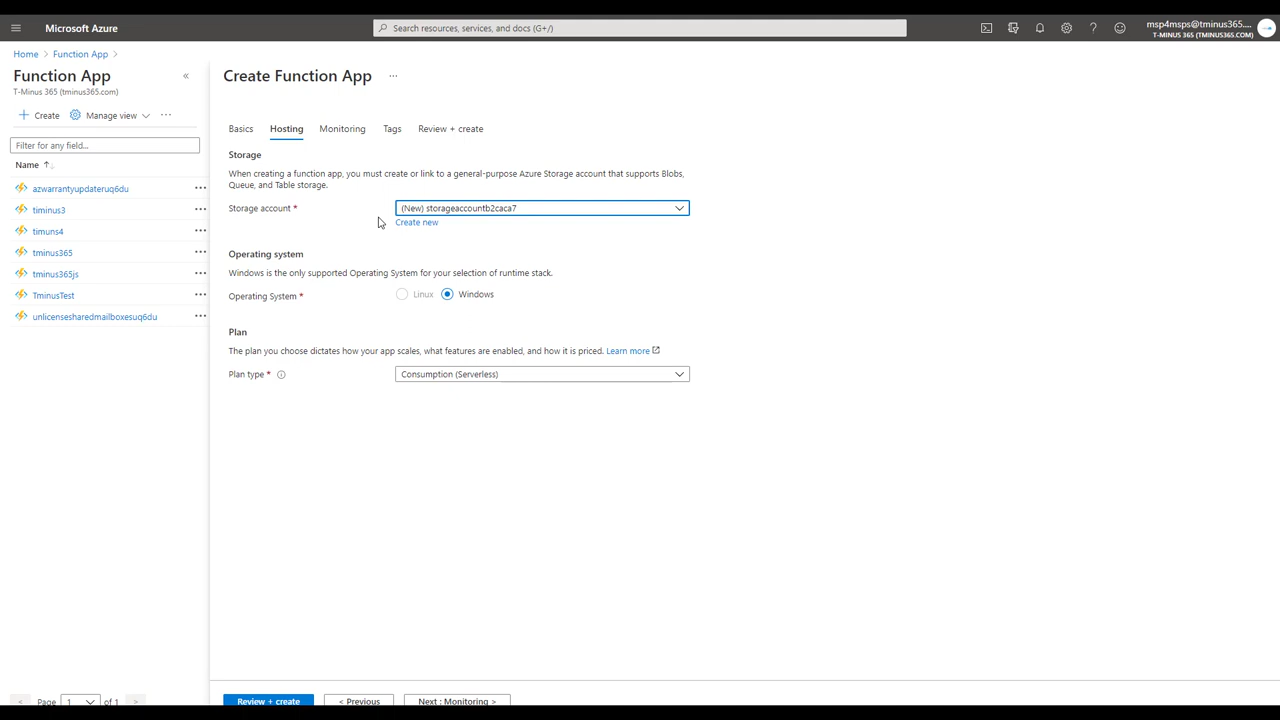 Microsoft Azure
Search resources, services, and docs (G+/)
msp4msps@tminus365....
T-MINUS 365 (TMINUS365.COM)
Home > Function App >
Function App
T-Minus 365 (tminus365.com)
Create
Manage view
Filter for any field...
Name
azwarrantyupdateruq6du
timinus3
timuns4
tminus365
tminus365js
TminusTest
unlicensesharedmailboxesuq6du
< Page 1 of 1 >
Create Function App
Basics
Hosting
Monitoring
Tags
Review + create
Storage
When creating a function app, you must create or link to a general-purpose Azure Storage account that supports Blobs,
Queue, and Table storage.
Storage account *
(New) storageaccountb2caca7
Create new
Operating system
Windows is the only supported Operating System for your selection of runtime stack.
Operating System *
Linux
Windows
Plan
The plan you choose dictates how your app scales, what features are enabled, and how it is priced. Learn more
Plan type *
Consumption (Serverless)
Review + create
< Previous
Next : Monitoring >